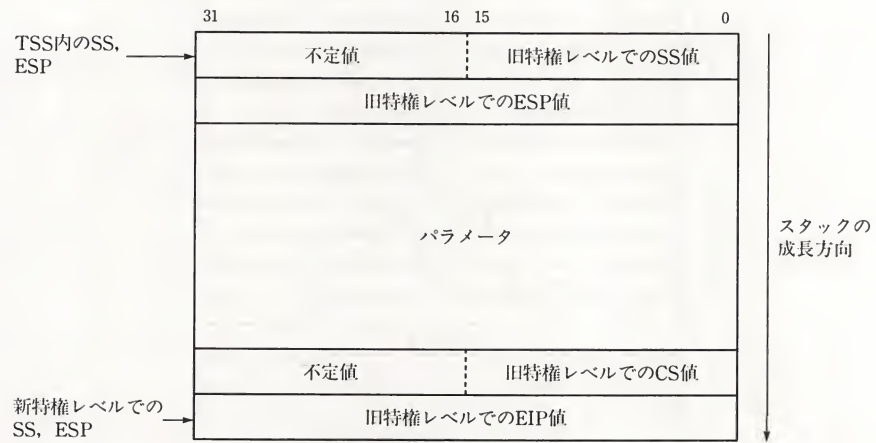 31 16 15 0
TSS内のSS,
ESP
不定値 旧特権レベルでのSS値
旧特権レベルでのESP値
パラメータ
スタックの
成長方向
不定値 旧特権レベルでのCS値
新特権レベルでの
SS, ESP
旧特権レベルでのEIP値